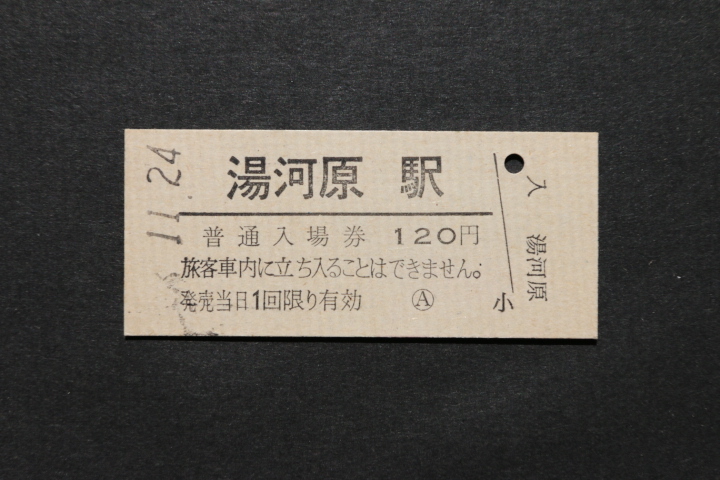 11.24
湯河原 駅
普通入場券 120円
旅客車内に立ち入ることはできません。
発売当日1回限り有効 Ⓐ
小
入 湯河原